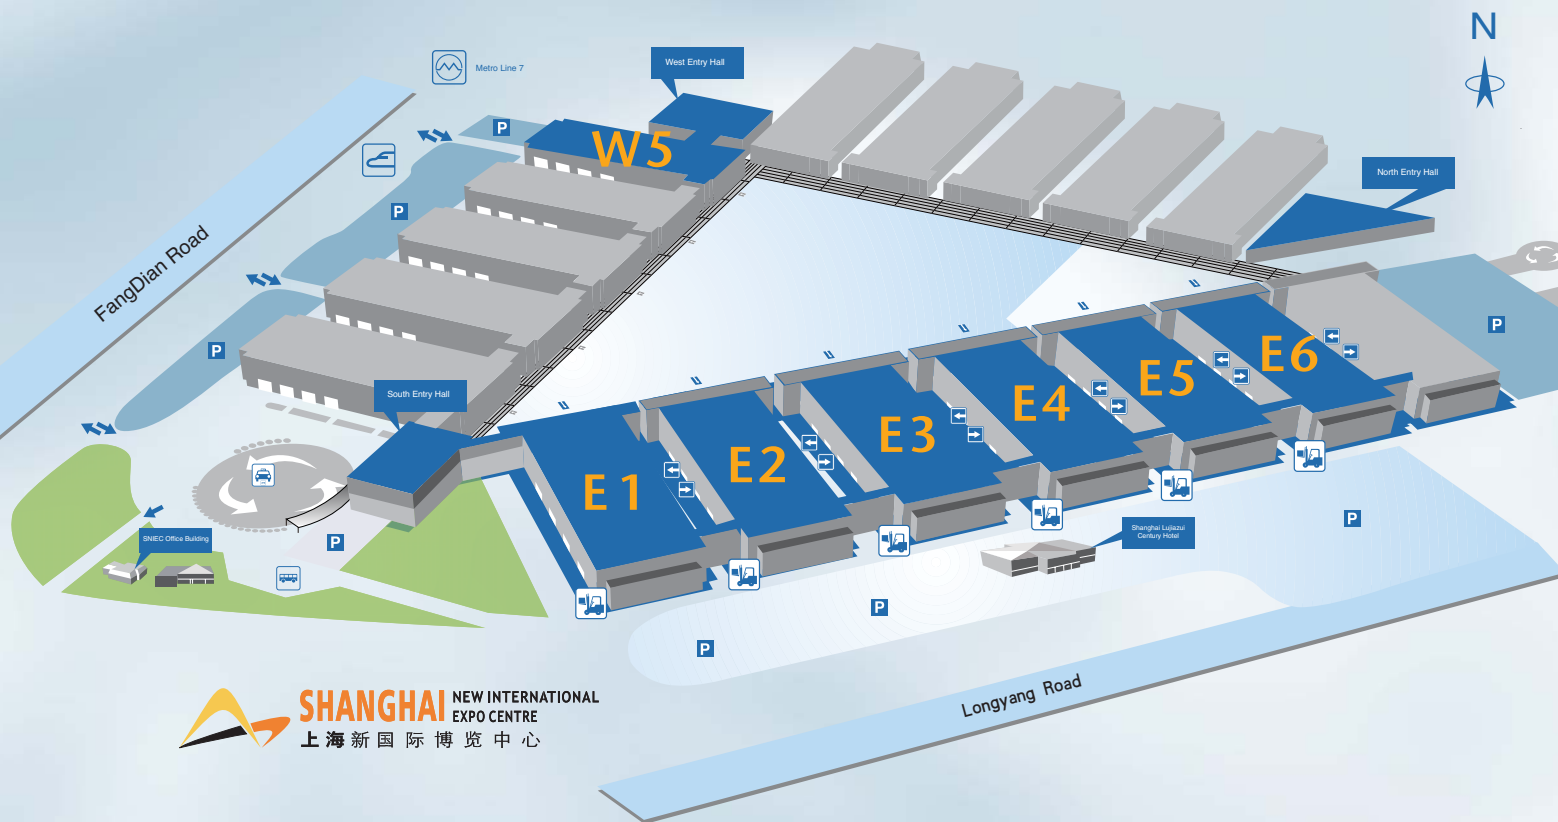 N
Metro Line 7
West Entry Hall
P
W5
North Entry Hall
P
FangDian Road
P
P
South Entry Hall
E6
E5
E4
E3
E2
E1
P
SNIEC Office Building
P
Shanghai Lujiazui
Century Hotel
P
P
Longyang Road
SHANGHAI
NEW INTERNATIONAL
EXPO CENTRE
上海新国际博览中心